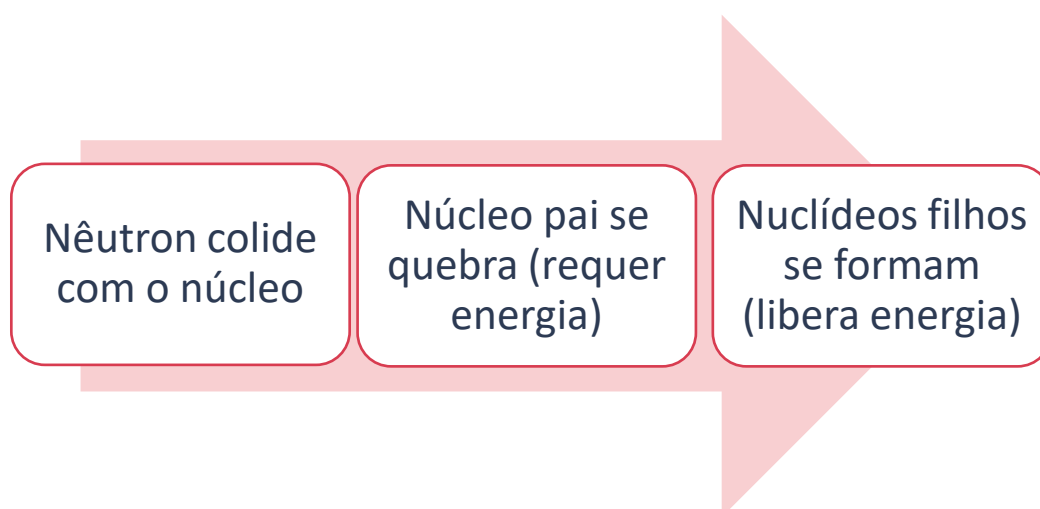 Nêutron colide
com o núcleo
Núcleo pai se
quebra (requer
energia)
Nuclídeos filhos
se formam
(libera energia)